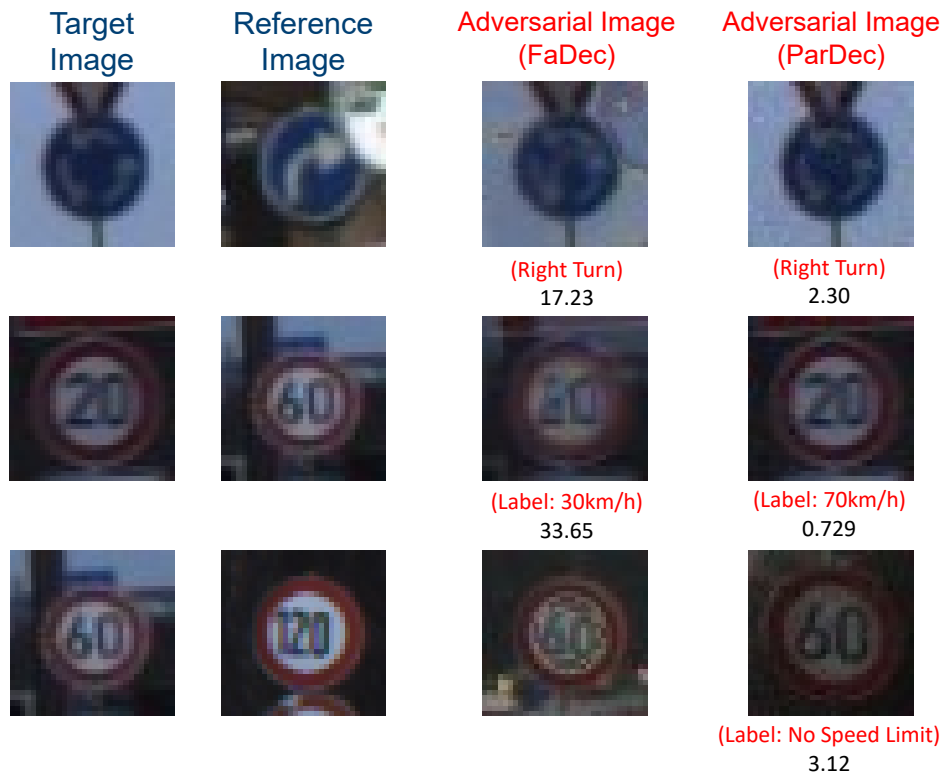 Target Image
Reference Image
Adversarial Image (FaDec)
Adversarial Image (ParDec)
(Right Turn)
17.23
(Right Turn)
2.30
20
60
20
20
(Label: 30km/h)
33.65
(Label: 70km/h)
0.729
60
120
60
60
(Label: No Speed Limit)
3.12